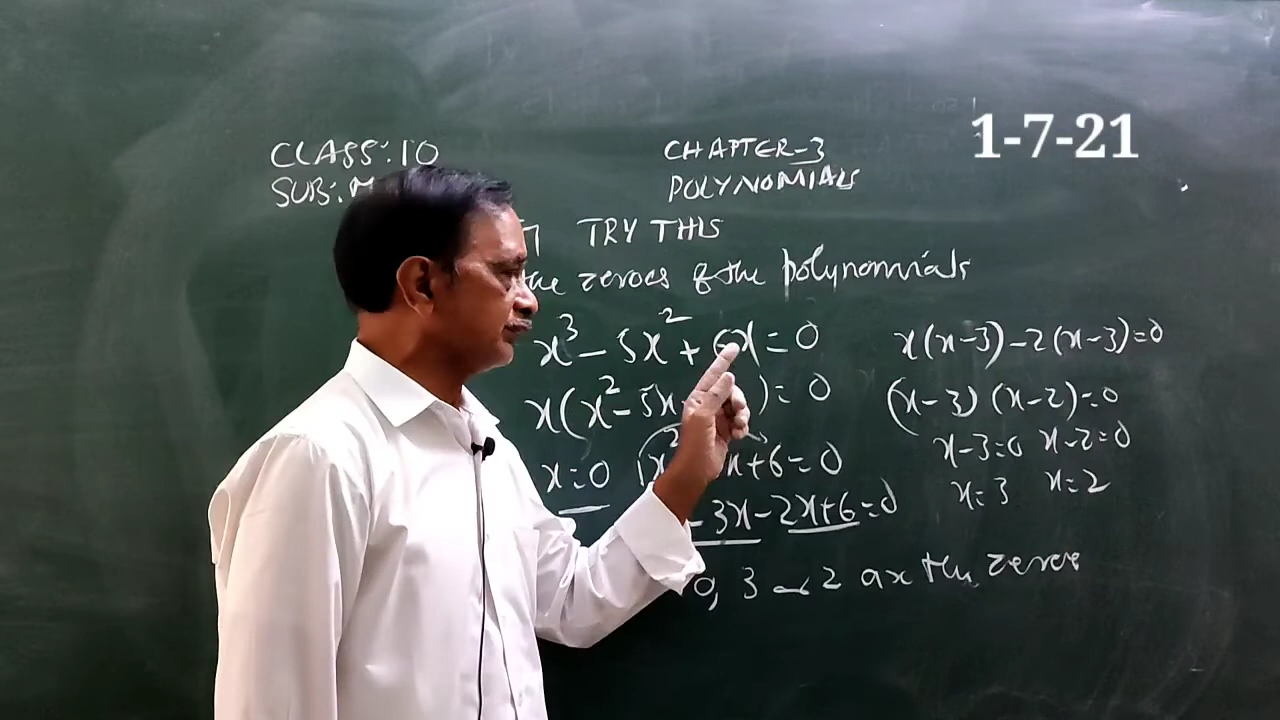 CLASS: 10
SUB: M
CHAPTER-3
POLYNOMIALS
1-7-21
TRY THIS
the zeroes of the polynomials
x³ - 5x² + 6x = 0
x(x² - 5x )= 0
x=0 x² x+6=0
- 3x - 2x+6=0
x(x-3)-2(x-3)=0
(x-3) (x-2)=0
x-3=0 x-2=0
x=3 x=2
0, 3 2 are the zeroes